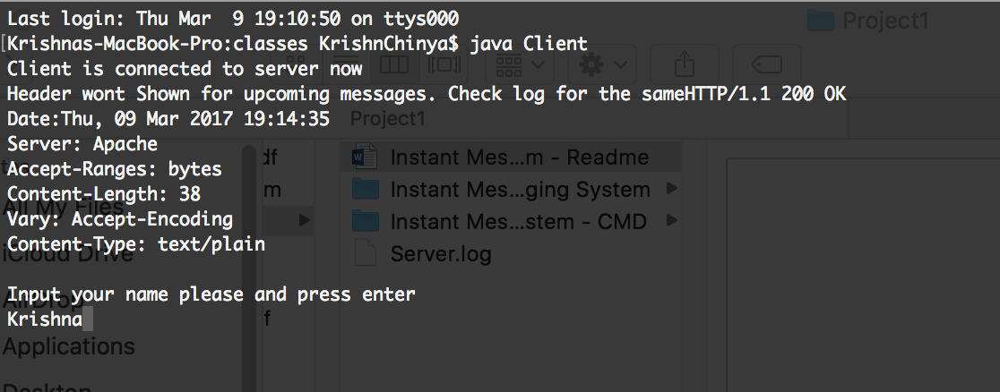 Last login: Thu Mar  9 19:10:50 on ttys000
[Krishnas-MacBook-Pro:classes KrishnChinya$ java Client
Client is connected to server now
Header wont Shown for upcoming messages. Check log for the sameHTTP/1.1 200 OK
Date:Thu, 09 Mar 2017 19:14:35
Server: Apache
Accept-Ranges: bytes
Content-Length: 38
Vary: Accept-Encoding
Content-Type: text/plain

Input your name please and press enter
Krishna
Project1
Project1
Instant Mes...m - Readme
Instant Mes...ging System
Instant Mes...stem - CMD
Server.log
All My Files
iCloud Drive
AirDrop
Applications
Desktop